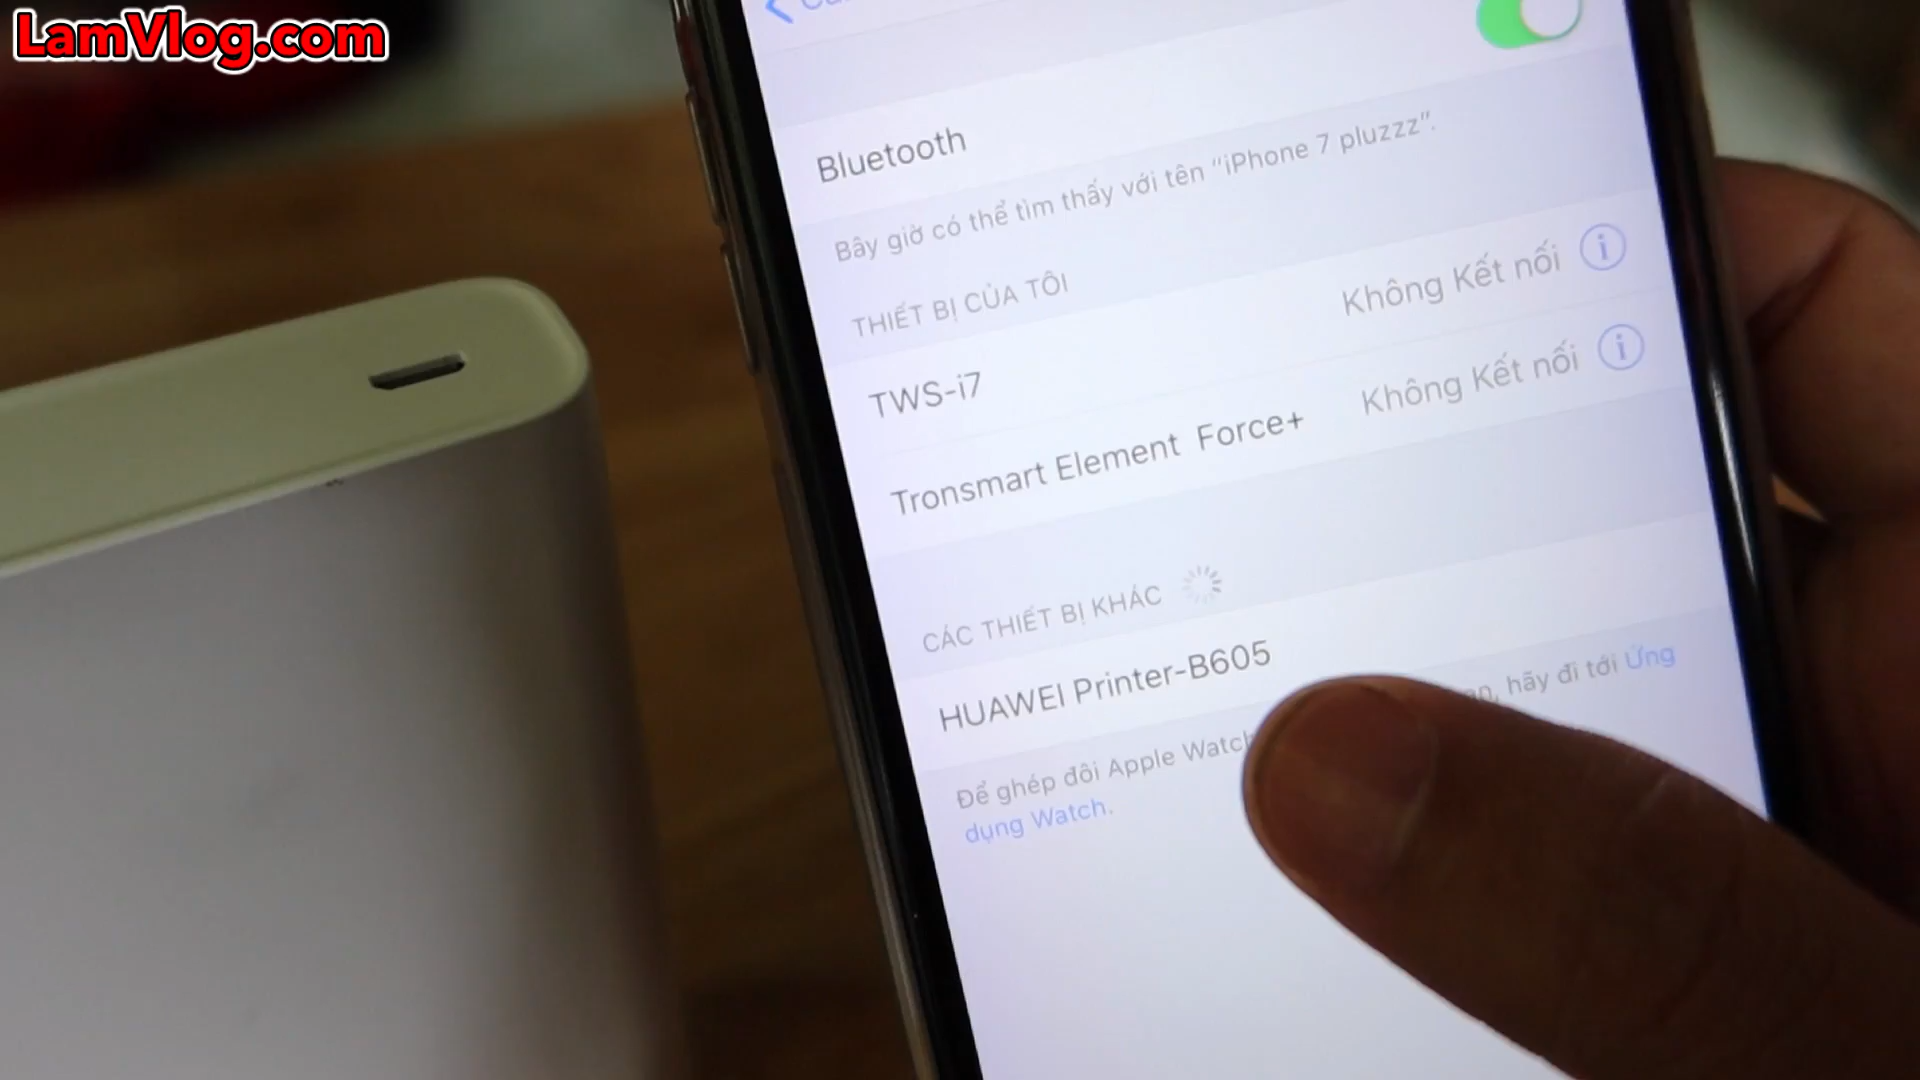 LamVlog.com
Bluetooth
Bây giờ có thể tìm thấy với tên “iPhone 7 pluzzz”.
THIẾT BỊ CỦA TÔI
TWS-i7 Không Kết nối
Tronsmart Element Force+ Không Kết nối
CÁC THIẾT BỊ KHÁC
HUAWEI Printer-B605
Để ghép đôi Apple Watch hãy đi tới Ứng
dụng Watch.